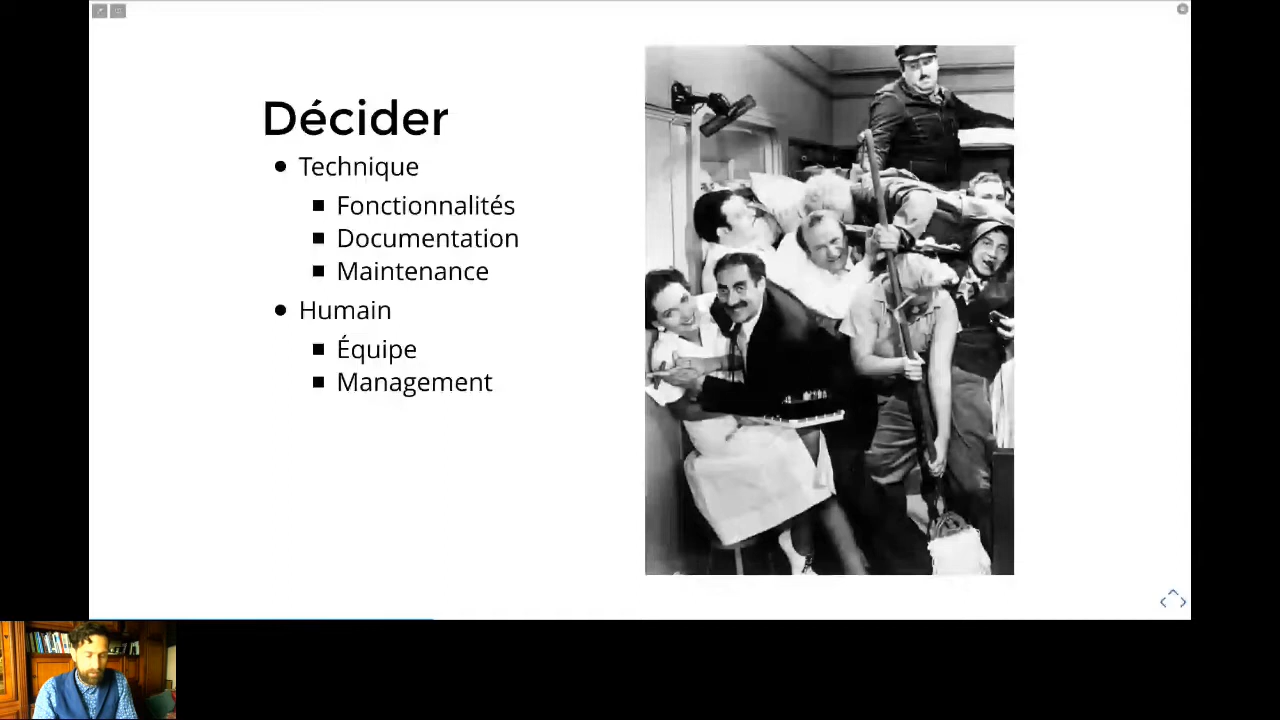 Décider
Technique
Fonctionnalités
Documentation
Maintenance
Humain
Équipe
Management